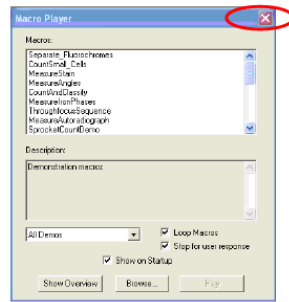 Macro Player
Macros:
Separate_Fluorochromes
CountSmall_Cells
MeasureStain
MeasureAngles
CountAndClassify
MeasureIronPhases
ThroughfocusSequence
MeasureAutoradiograph
SprocketCountDemo
Description:
Demonstration macros
All Demos
Loop Macros
Stop for user response
Show on Startup
Show Overview
Browse...
Play